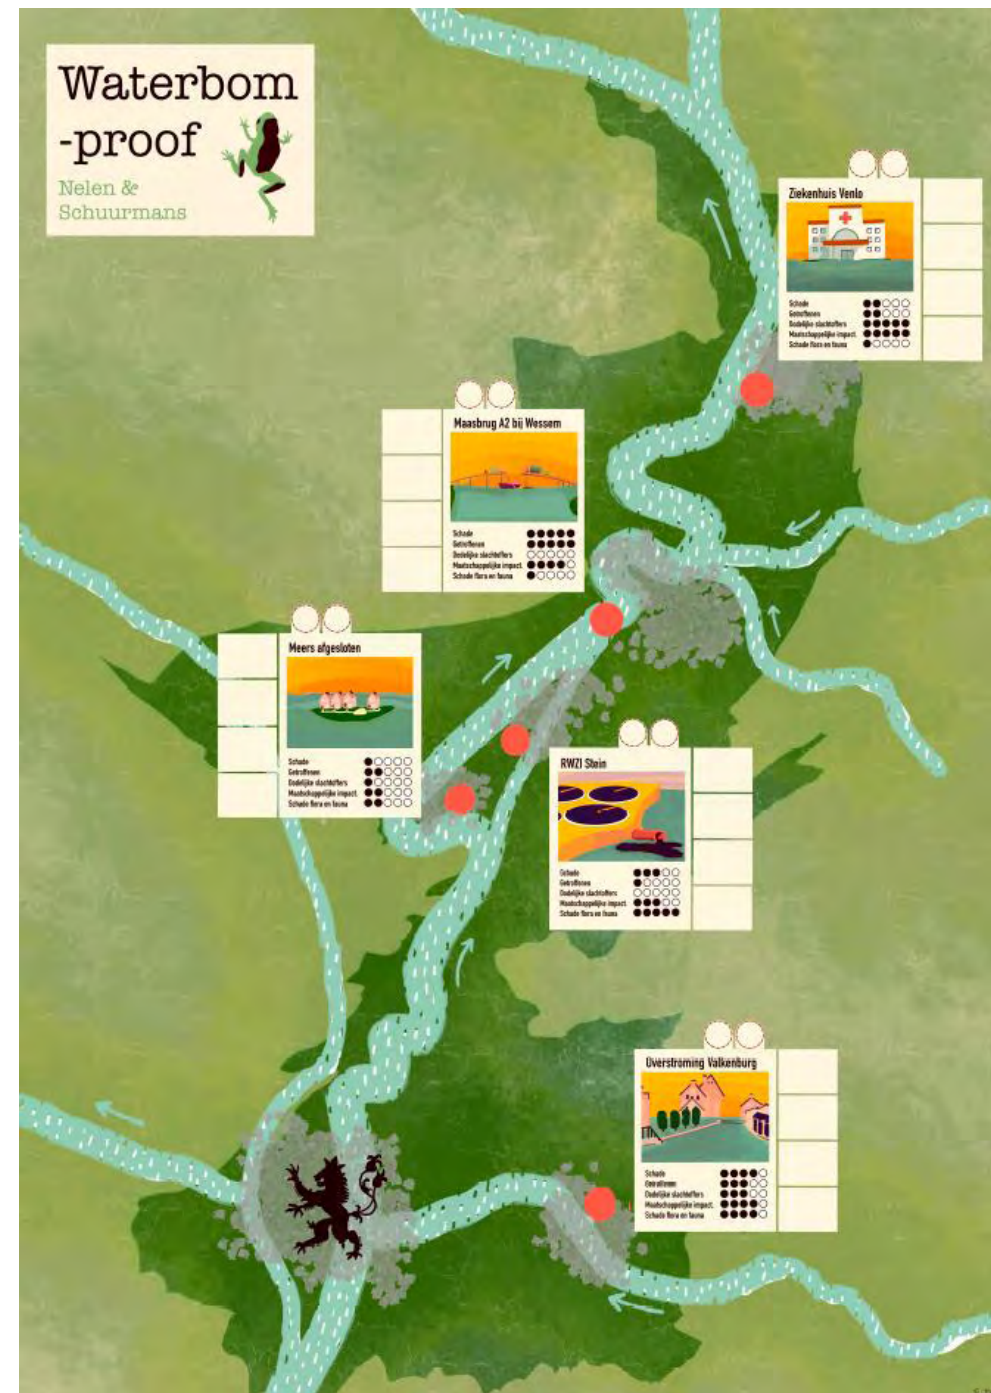 Waterbom
-proof
Nelen &
Schuurmans
Ziekenhuis Venlo
Schade
Getroffenen
Dodelijke slachtoffers
Maatschappelijke impact.
Schade flora en fauna
Maasbrug A2 bij Wessem
Schade
Getroffenen
Dodelijke slachtoffers
Maatschappelijke impact.
Schade flora en fauna
Meers afgesloten
Schade
Getroffenen
Dodelijke slachtoffers
Maatschappelijke impact.
Schade flora en fauna
RWZI Stein
Schade
Getroffenen
Dodelijke slachtoffers
Maatschappelijke impact.
Schade flora en fauna
Overstroming Valkenburg
Schade
Getroffenen
Dodelijke slachtoffers
Maatschappelijke impact.
Schade flora en fauna